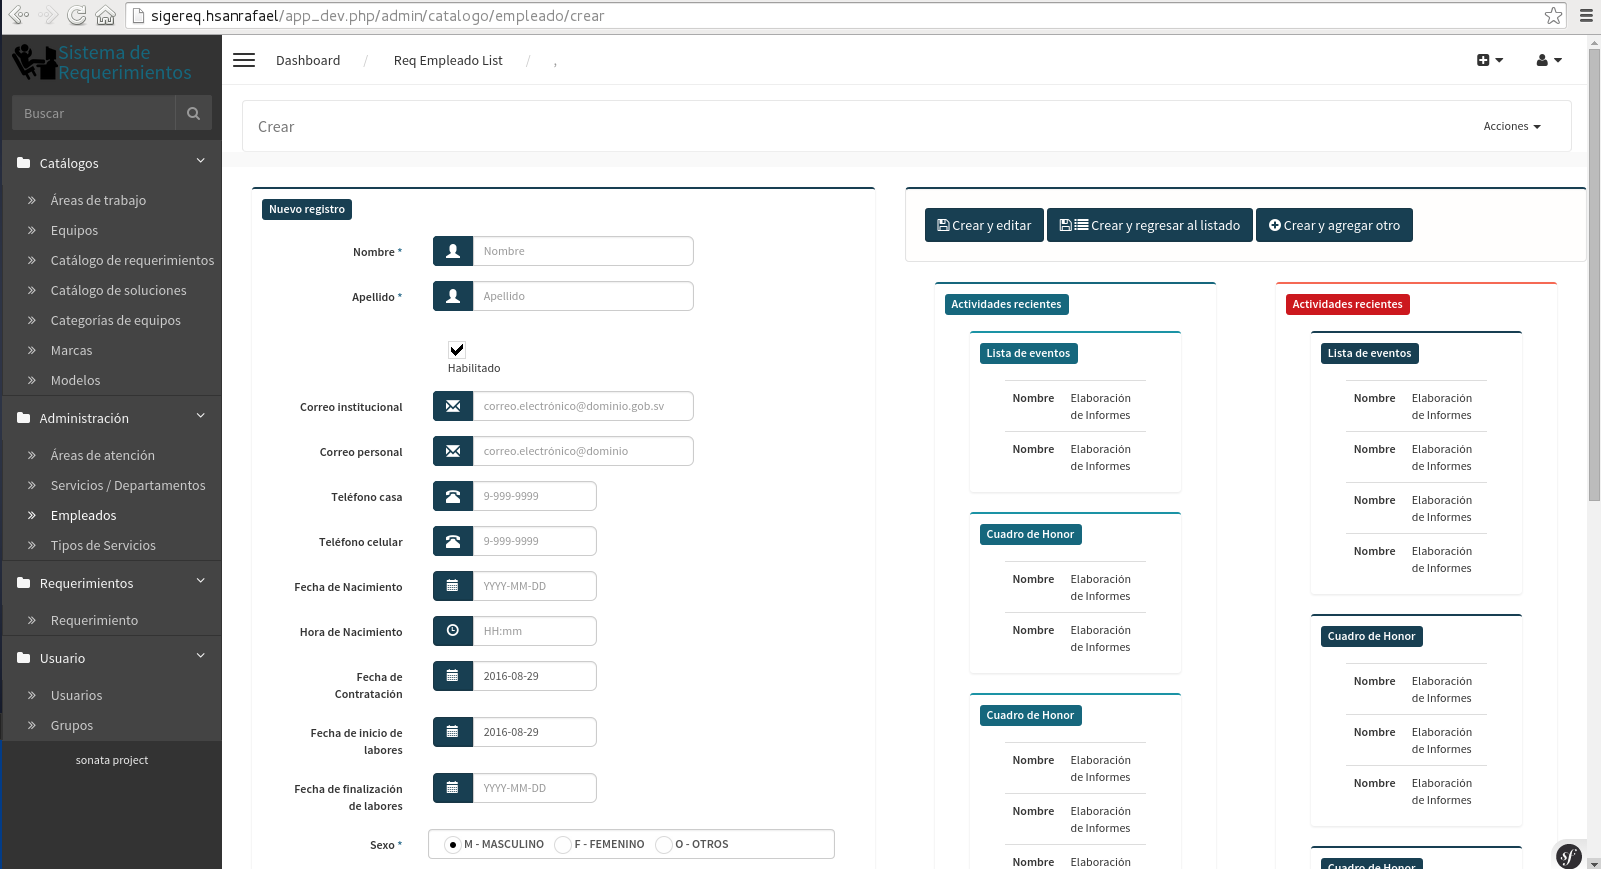 sigereq.hsanrafael/app_dev.php/admin/catalogo/empleado/crear
Sistema de
Requerimientos
Buscar
Catálogos
Áreas de trabajo
Equipos
Catálogo de requerimientos
Catálogo de soluciones
Categorías de equipos
Marcas
Modelos
Administración
Áreas de atención
Servicios / Departamentos
Empleados
Tipos de Servicios
Requerimientos
Requerimiento
Usuario
Usuarios
Grupos
sonata project
Dashboard / Req Empleado List / ,
Crear
Acciones
Nuevo registro
Nombre * Nombre
Apellido * Apellido
Habilitado
Correo institucional correo.electrónico@dominio.gob.sv
Correo personal correo.electrónico@dominio
Teléfono casa 9-999-9999
Teléfono celular 9-999-9999
Fecha de Nacimiento YYYY-MM-DD
Hora de Nacimiento HH:mm
Fecha de
Contratación
2016-08-29
Fecha de inicio de
labores
2016-08-29
Fecha de finalización
de labores
YYYY-MM-DD
Sexo * M - MASCULINO F - FEMENINO O - OTROS
Crear y editar Crear y regresar al listado Crear y agregar otro
Actividades recientes
Lista de eventos
Nombre Elaboración
de Informes
Nombre Elaboración
de Informes
Cuadro de Honor
Nombre Elaboración
de Informes
Nombre Elaboración
de Informes
Cuadro de Honor
Nombre Elaboración
de Informes
Nombre Elaboración
de Informes
Nombre Elaboración
Actividades recientes
Lista de eventos
Nombre Elaboración
de Informes
Nombre Elaboración
de Informes
Nombre Elaboración
de Informes
Nombre Elaboración
de Informes
Cuadro de Honor
Nombre Elaboración
de Informes
Nombre Elaboración
de Informes
Nombre Elaboración
de Informes
Cuadro de Honor
sf